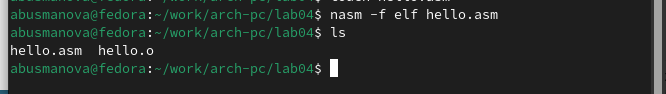 abusmanova@fedora:~/work/arch-pc/lab04$ nasm -f elf hello.asm
abusmanova@fedora:~/work/arch-pc/lab04$ ls
hello.asm  hello.o
abusmanova@fedora:~/work/arch-pc/lab04$